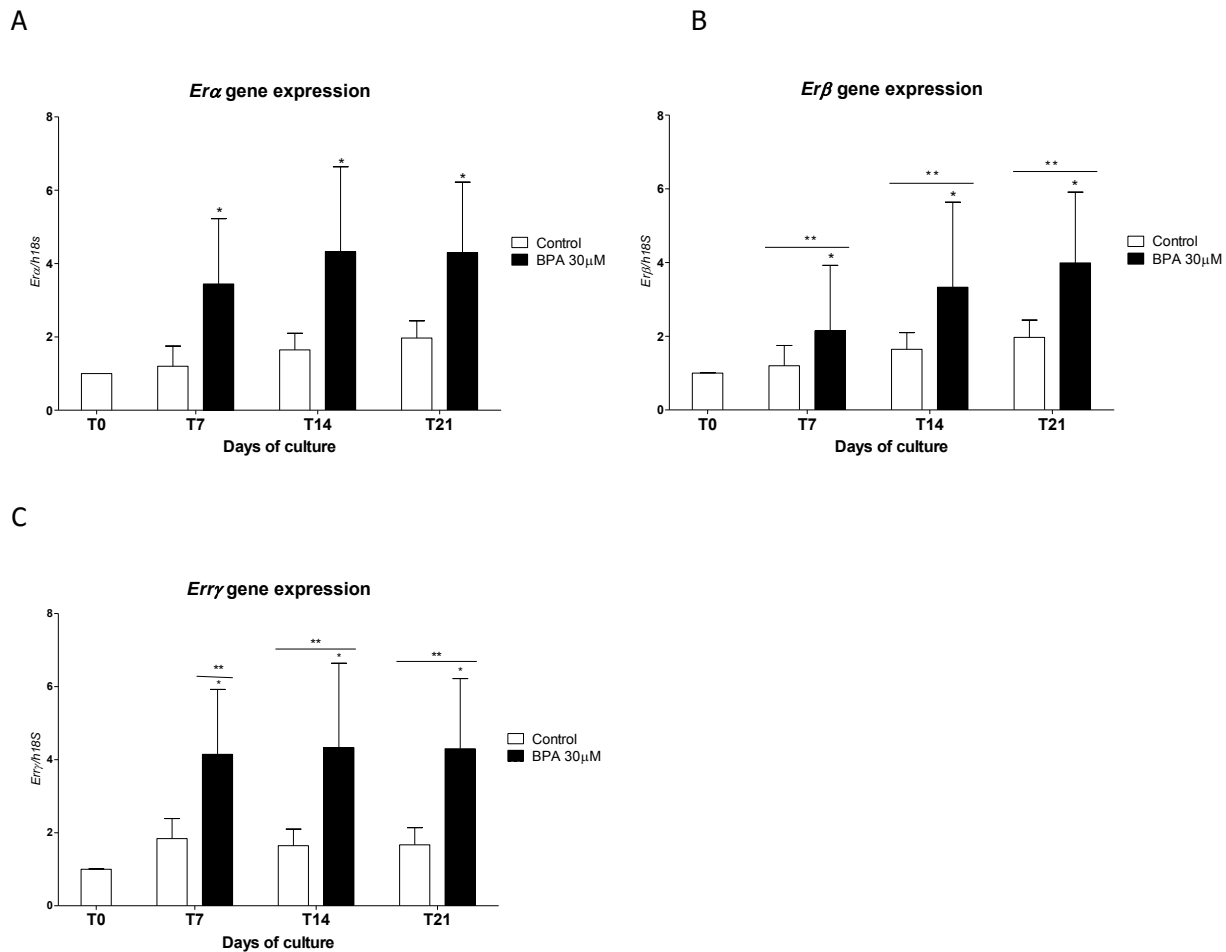 A
Erα gene expression
8
6
4
2
0
Erα/h18s
*
*
*
T0 T7 T14 T21
Days of culture
Control
BPA 30μM
B
Erβ gene expression
8
6
4
2
0
Erβ/h18S
**
*
**
*
**
*
T0 T7 T14 T21
Days of culture
Control
BPA 30μM
C
Errγ gene expression
8
6
4
2
0
Errγ/h18S
**
*
**
*
**
*
T0 T7 T14 T21
Days of culture
Control
BPA 30μM